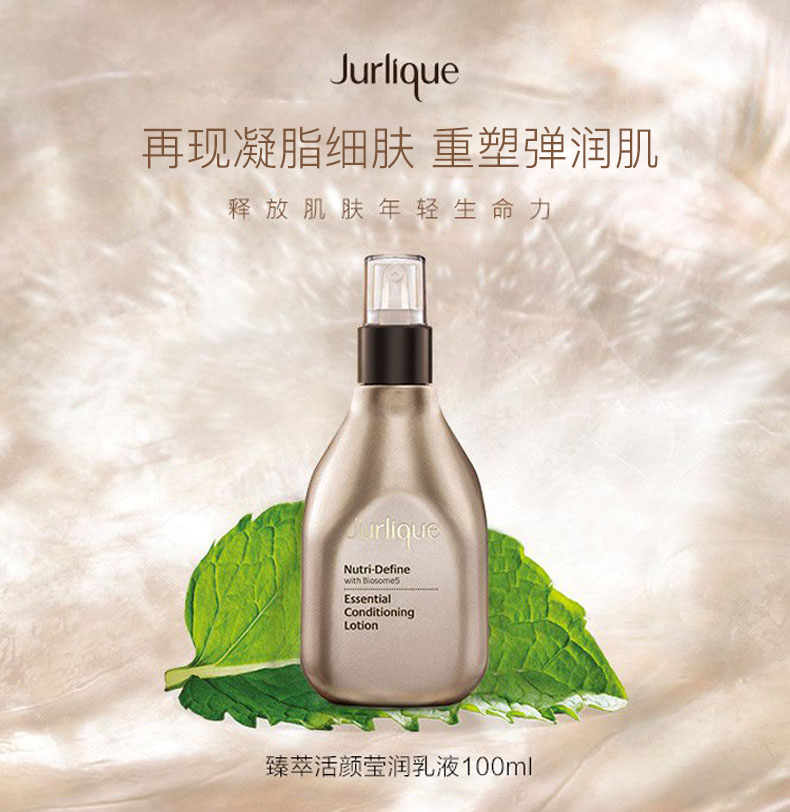 Jurlique
再现凝脂细肤 重塑弹润肌
释放肌肤年轻生命力
Jurlique
Nutri-Define
with Biosome5
Essential
Conditioning
Lotion
臻萃活颜莹润乳液100ml